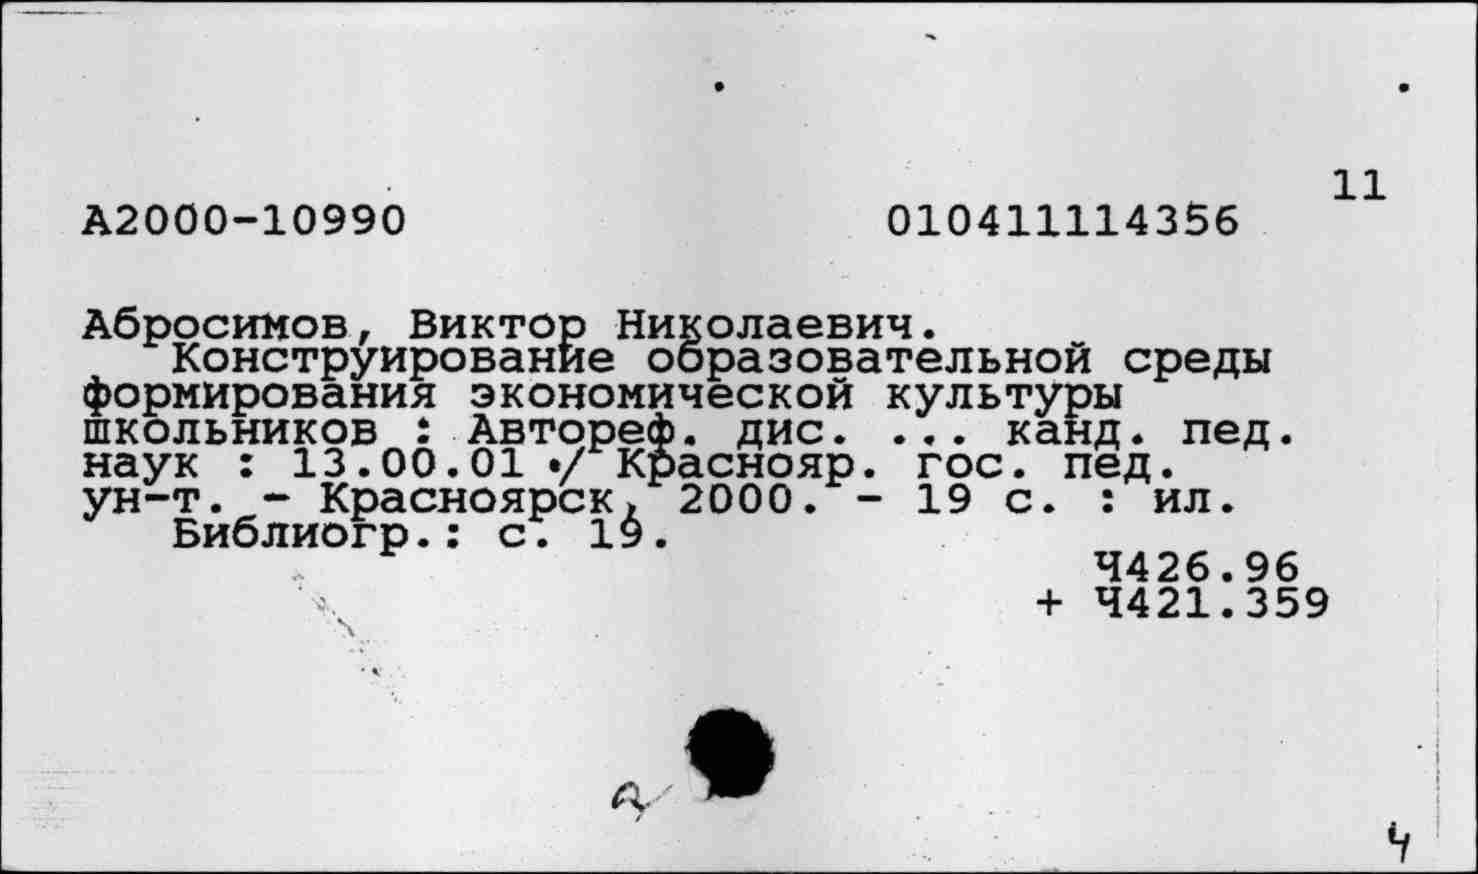 11
А2000-10990 010411114356
Абросимов, Виктор Николаевич.
Конструирование образовательной среды
формирования экономической культуры
школьников : Автореф. дис. ... канд. пед.
наук : 13.00.01 / Краснояр. гос. пед.
ун-т. - Красноярск, 2000. - 19 с. : ил.
Библиогр.: с. 19.
Ч426.96
+ Ч421.359
Ч